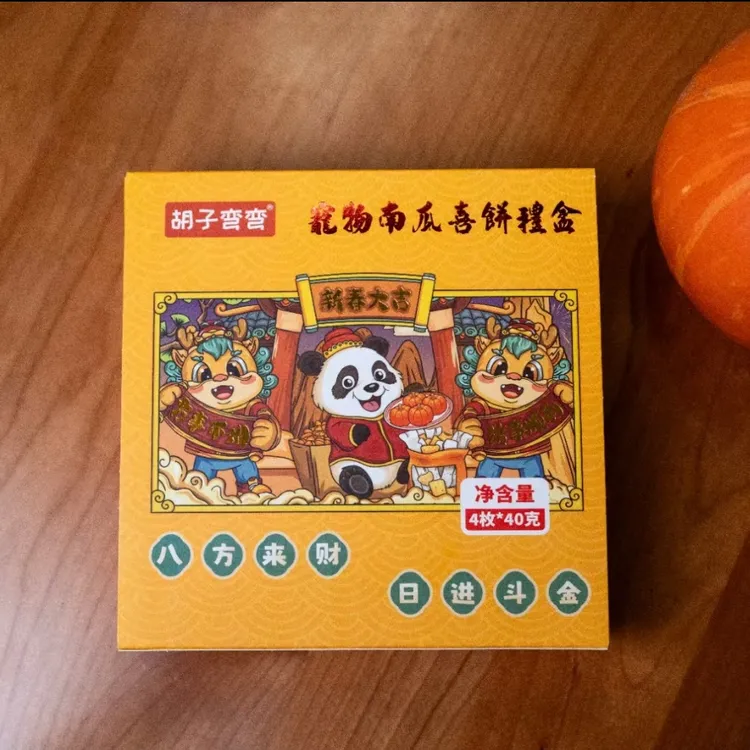 胡子弯弯®
寵物南瓜喜餅禮盒
新春大吉
净含量
4枚*40克
八方来财
日进斗金